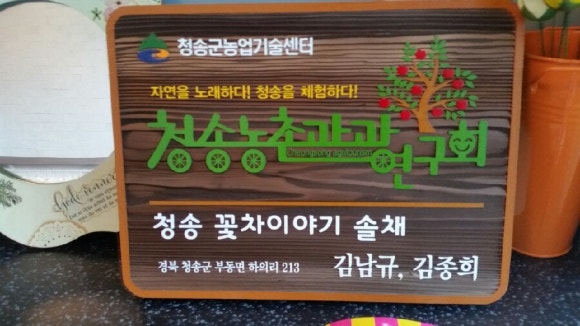 청송군농업기술센터
자연을 노래하다! 청송을 체험하다!
청송농촌관광연구회
Cheongsong agritourism
청송 꽃차이야기 솔채
경북 청송군 부동면 하의리 213 김남규, 김종희